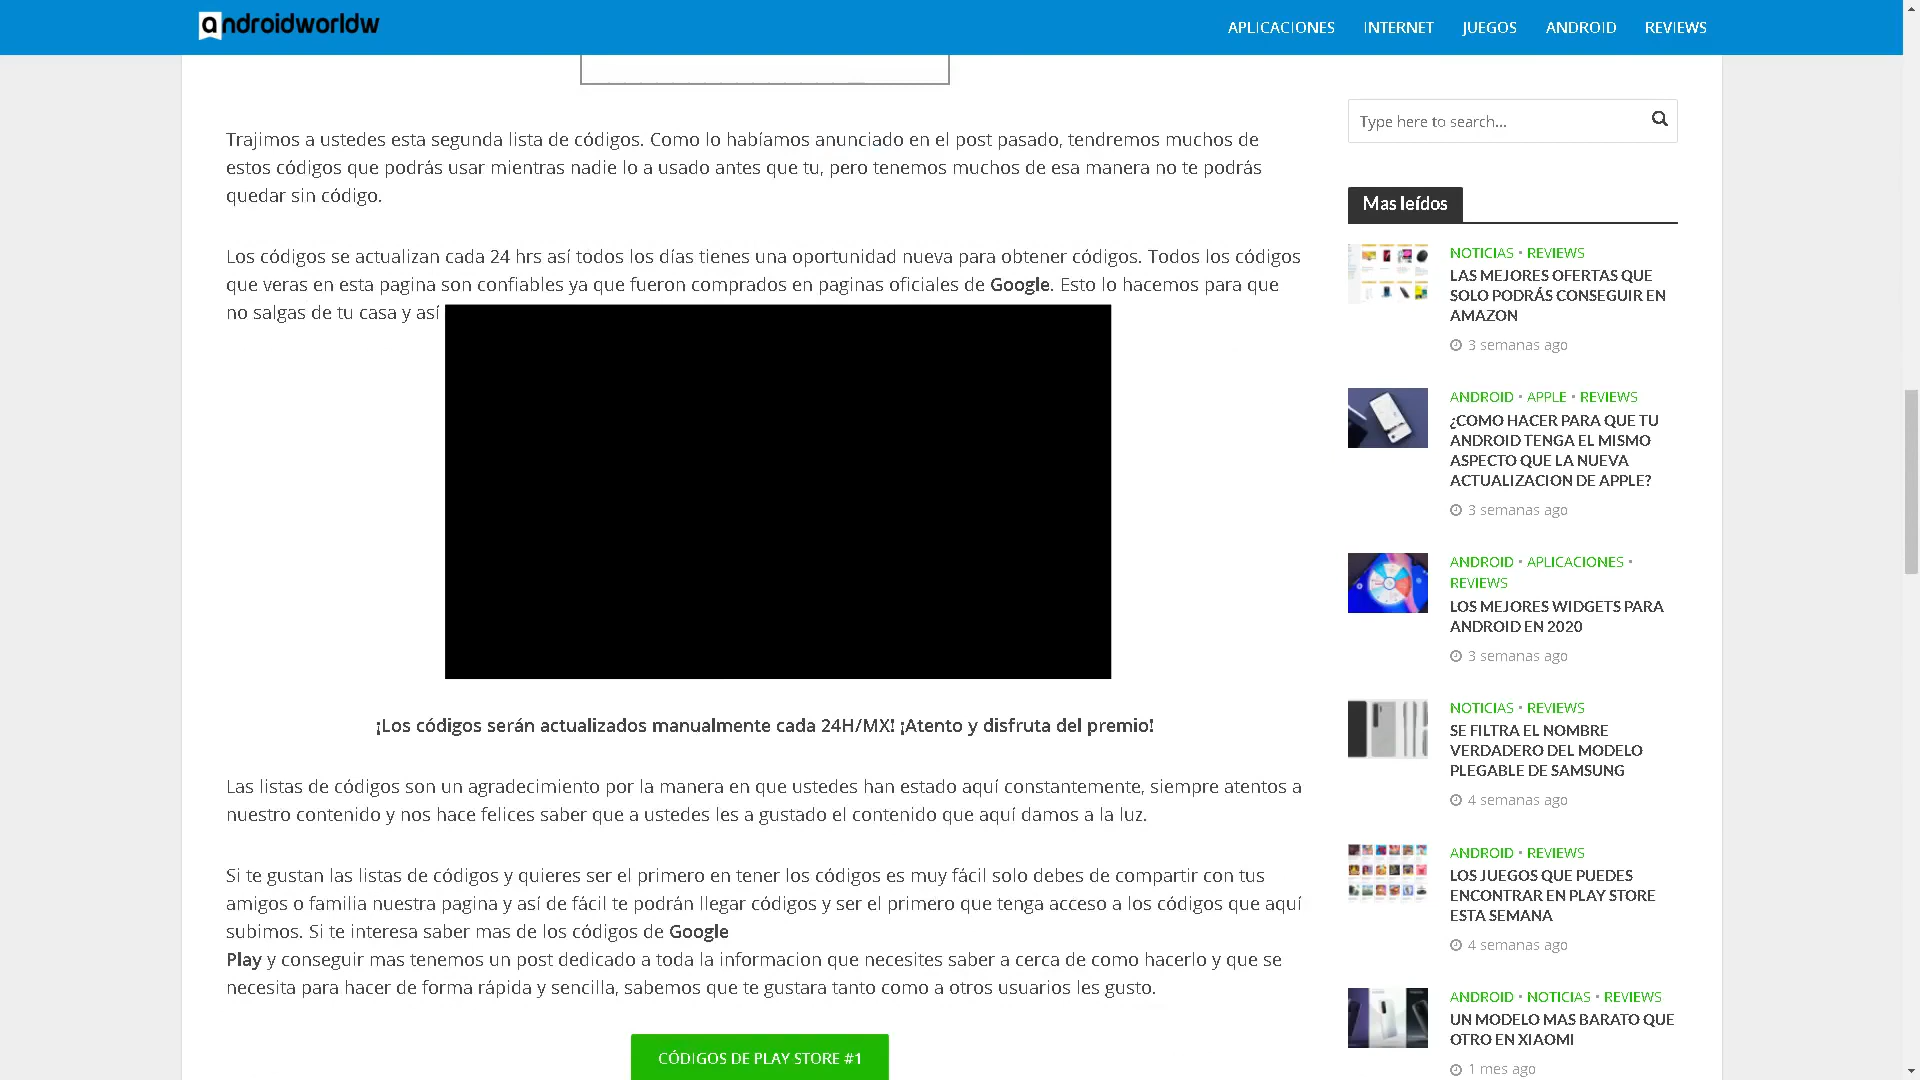 androidworldw
APLICACIONES INTERNET JUEGOS ANDROID REVIEWS
Trajimos a ustedes esta segunda lista de códigos. Como lo habíamos anunciado en el post pasado, tendremos muchos de
estos códigos que podrás usar mientras nadie lo a usado antes que tu, pero tenemos muchos de esa manera no te podrás
quedar sin código.
Los códigos se actualizan cada 24 hrs así todos los días tienes una oportunidad nueva para obtener códigos. Todos los códigos
que veras en esta pagina son confiables ya que fueron comprados en paginas oficiales de Google. Esto lo hacemos para que
no salgas de tu casa y así
¡Los códigos serán actualizados manualmente cada 24H/MX! ¡Atento y disfruta del premio!
Las listas de códigos son un agradecimiento por la manera en que ustedes han estado aquí constantemente, siempre atentos a
nuestro contenido y nos hace felices saber que a ustedes les a gustado el contenido que aquí damos a la luz.
Si te gustan las listas de códigos y quieres ser el primero en tener los códigos es muy fácil solo debes de compartir con tus
amigos o familia nuestra pagina y así de fácil te podrán llegar códigos y ser el primero que tenga acceso a los códigos que aquí
subimos. Si te interesa saber mas de los códigos de Google
Play y conseguir mas tenemos un post dedicado a toda la informacion que necesites saber a cerca de como hacerlo y que se
necesita para hacer de forma rápida y sencilla, sabemos que te gustara tanto como a otros usuarios les gusto.
CÓDIGOS DE PLAY STORE #1
Type here to search...
Mas leídos
NOTICIAS • REVIEWS
LAS MEJORES OFERTAS QUE
SOLO PODRÁS CONSEGUIR EN
AMAZON
3 semanas ago
ANDROID • APPLE • REVIEWS
¿COMO HACER PARA QUE TU
ANDROID TENGA EL MISMO
ASPECTO QUE LA NUEVA
ACTUALIZACION DE APPLE?
3 semanas ago
ANDROID • APLICACIONES •
REVIEWS
LOS MEJORES WIDGETS PARA
ANDROID EN 2020
3 semanas ago
NOTICIAS • REVIEWS
SE FILTRA EL NOMBRE
VERDADERO DEL MODELO
PLEGABLE DE SAMSUNG
4 semanas ago
ANDROID • REVIEWS
LOS JUEGOS QUE PUEDES
ENCONTRAR EN PLAY STORE
ESTA SEMANA
4 semanas ago
ANDROID • NOTICIAS • REVIEWS
UN MODELO MAS BARATO QUE
OTRO EN XIAOMI
1 mes ago